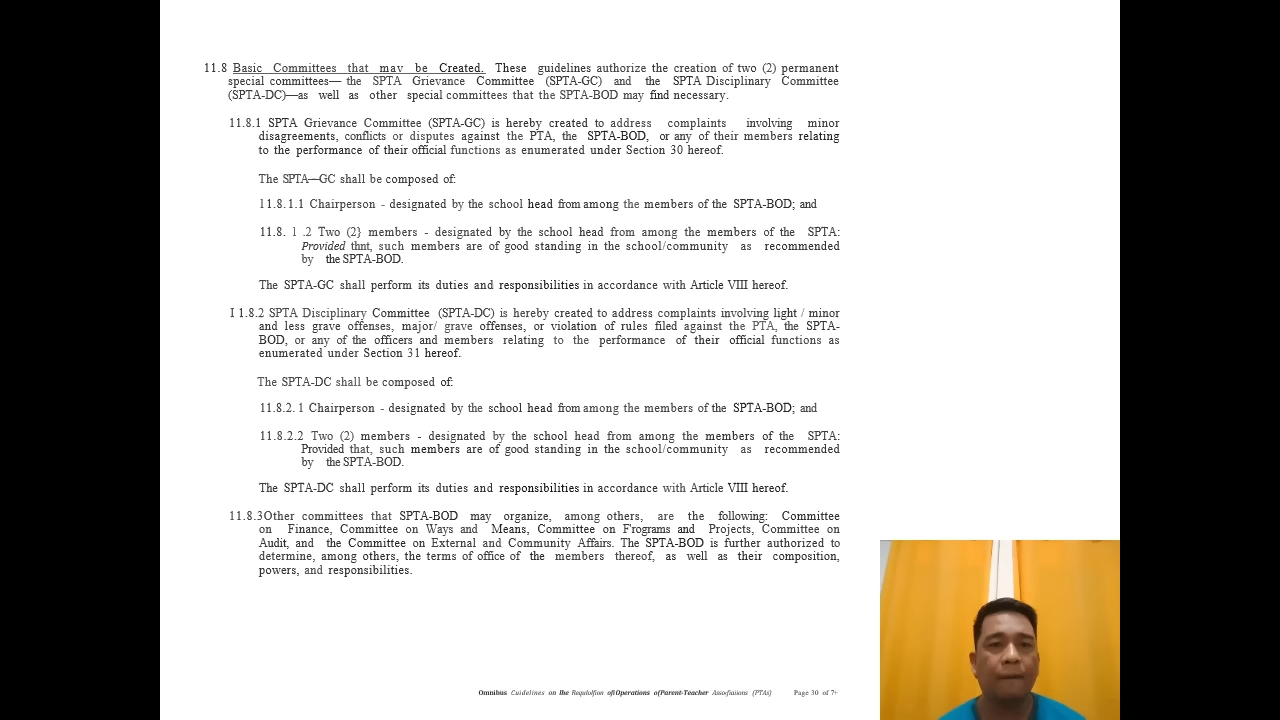 11.8 Basic Committees that may be Created. These guidelines authorize the creation of two (2) permanent
special committees— the SPTA Grievance Committee (SPTA-GC) and the SPTA Disciplinary Committee
(SPTA-DC)—as well as other special committees that the SPTA-BOD may find necessary.
11.8.1 SPTA Grievance Committee (SPTA-GC) is hereby created to address complaints involving minor
disagreements, conflicts or disputes against the PTA, the SPTA-BOD, or any of their members relating
to the performance of their official functions as enumerated under Section 30 hereof.
The SPTA—GC shall be composed of:
11.8.1.1 Chairperson - designated by the school head from among the members of the SPTA-BOD; and
11.8. 1 .2 Two (2} members - designated by the school head from among the members of the SPTA:
Provided thnt, such members are of good standing in the school/community as recommended
by the SPTA-BOD.
The SPTA-GC shall perform its duties and responsibilities in accordance with Article VIII hereof.
I 1.8.2 SPTA Disciplinary Committee (SPTA-DC) is hereby created to address complaints involving light / minor
and less grave offenses, major/ grave offenses, or violation of rules filed against the PTA, the SPTA-
BOD, or any of the officers and members relating to the performance of their official functions as
enumerated under Section 31 hereof.
The SPTA-DC shall be composed of:
11.8.2. 1 Chairperson - designated by the school head from among the members of the SPTA-BOD; and
11.8.2.2 Two (2) members - designated by the school head from among the members of the SPTA:
Provided that, such members are of good standing in the school/community as recommended
by the SPTA-BOD.
The SPTA-DC shall perform its duties and responsibilities in accordance with Article VIII hereof.
11.8.3Other committees that SPTA-BOD may organize, among others, are the following: Committee
on Finance, Committee on Ways and Means, Committee on Frograms and Projects, Committee on
Audit, and the Committee on External and Community Affairs. The SPTA-BOD is further authorized to
determine, among others, the terms of office of the members thereof, as well as their composition,
powers, and responsibilities.
Omnibus Cuidelines on the of Operations of Parent-Teacher (PTAs) Page 30 of